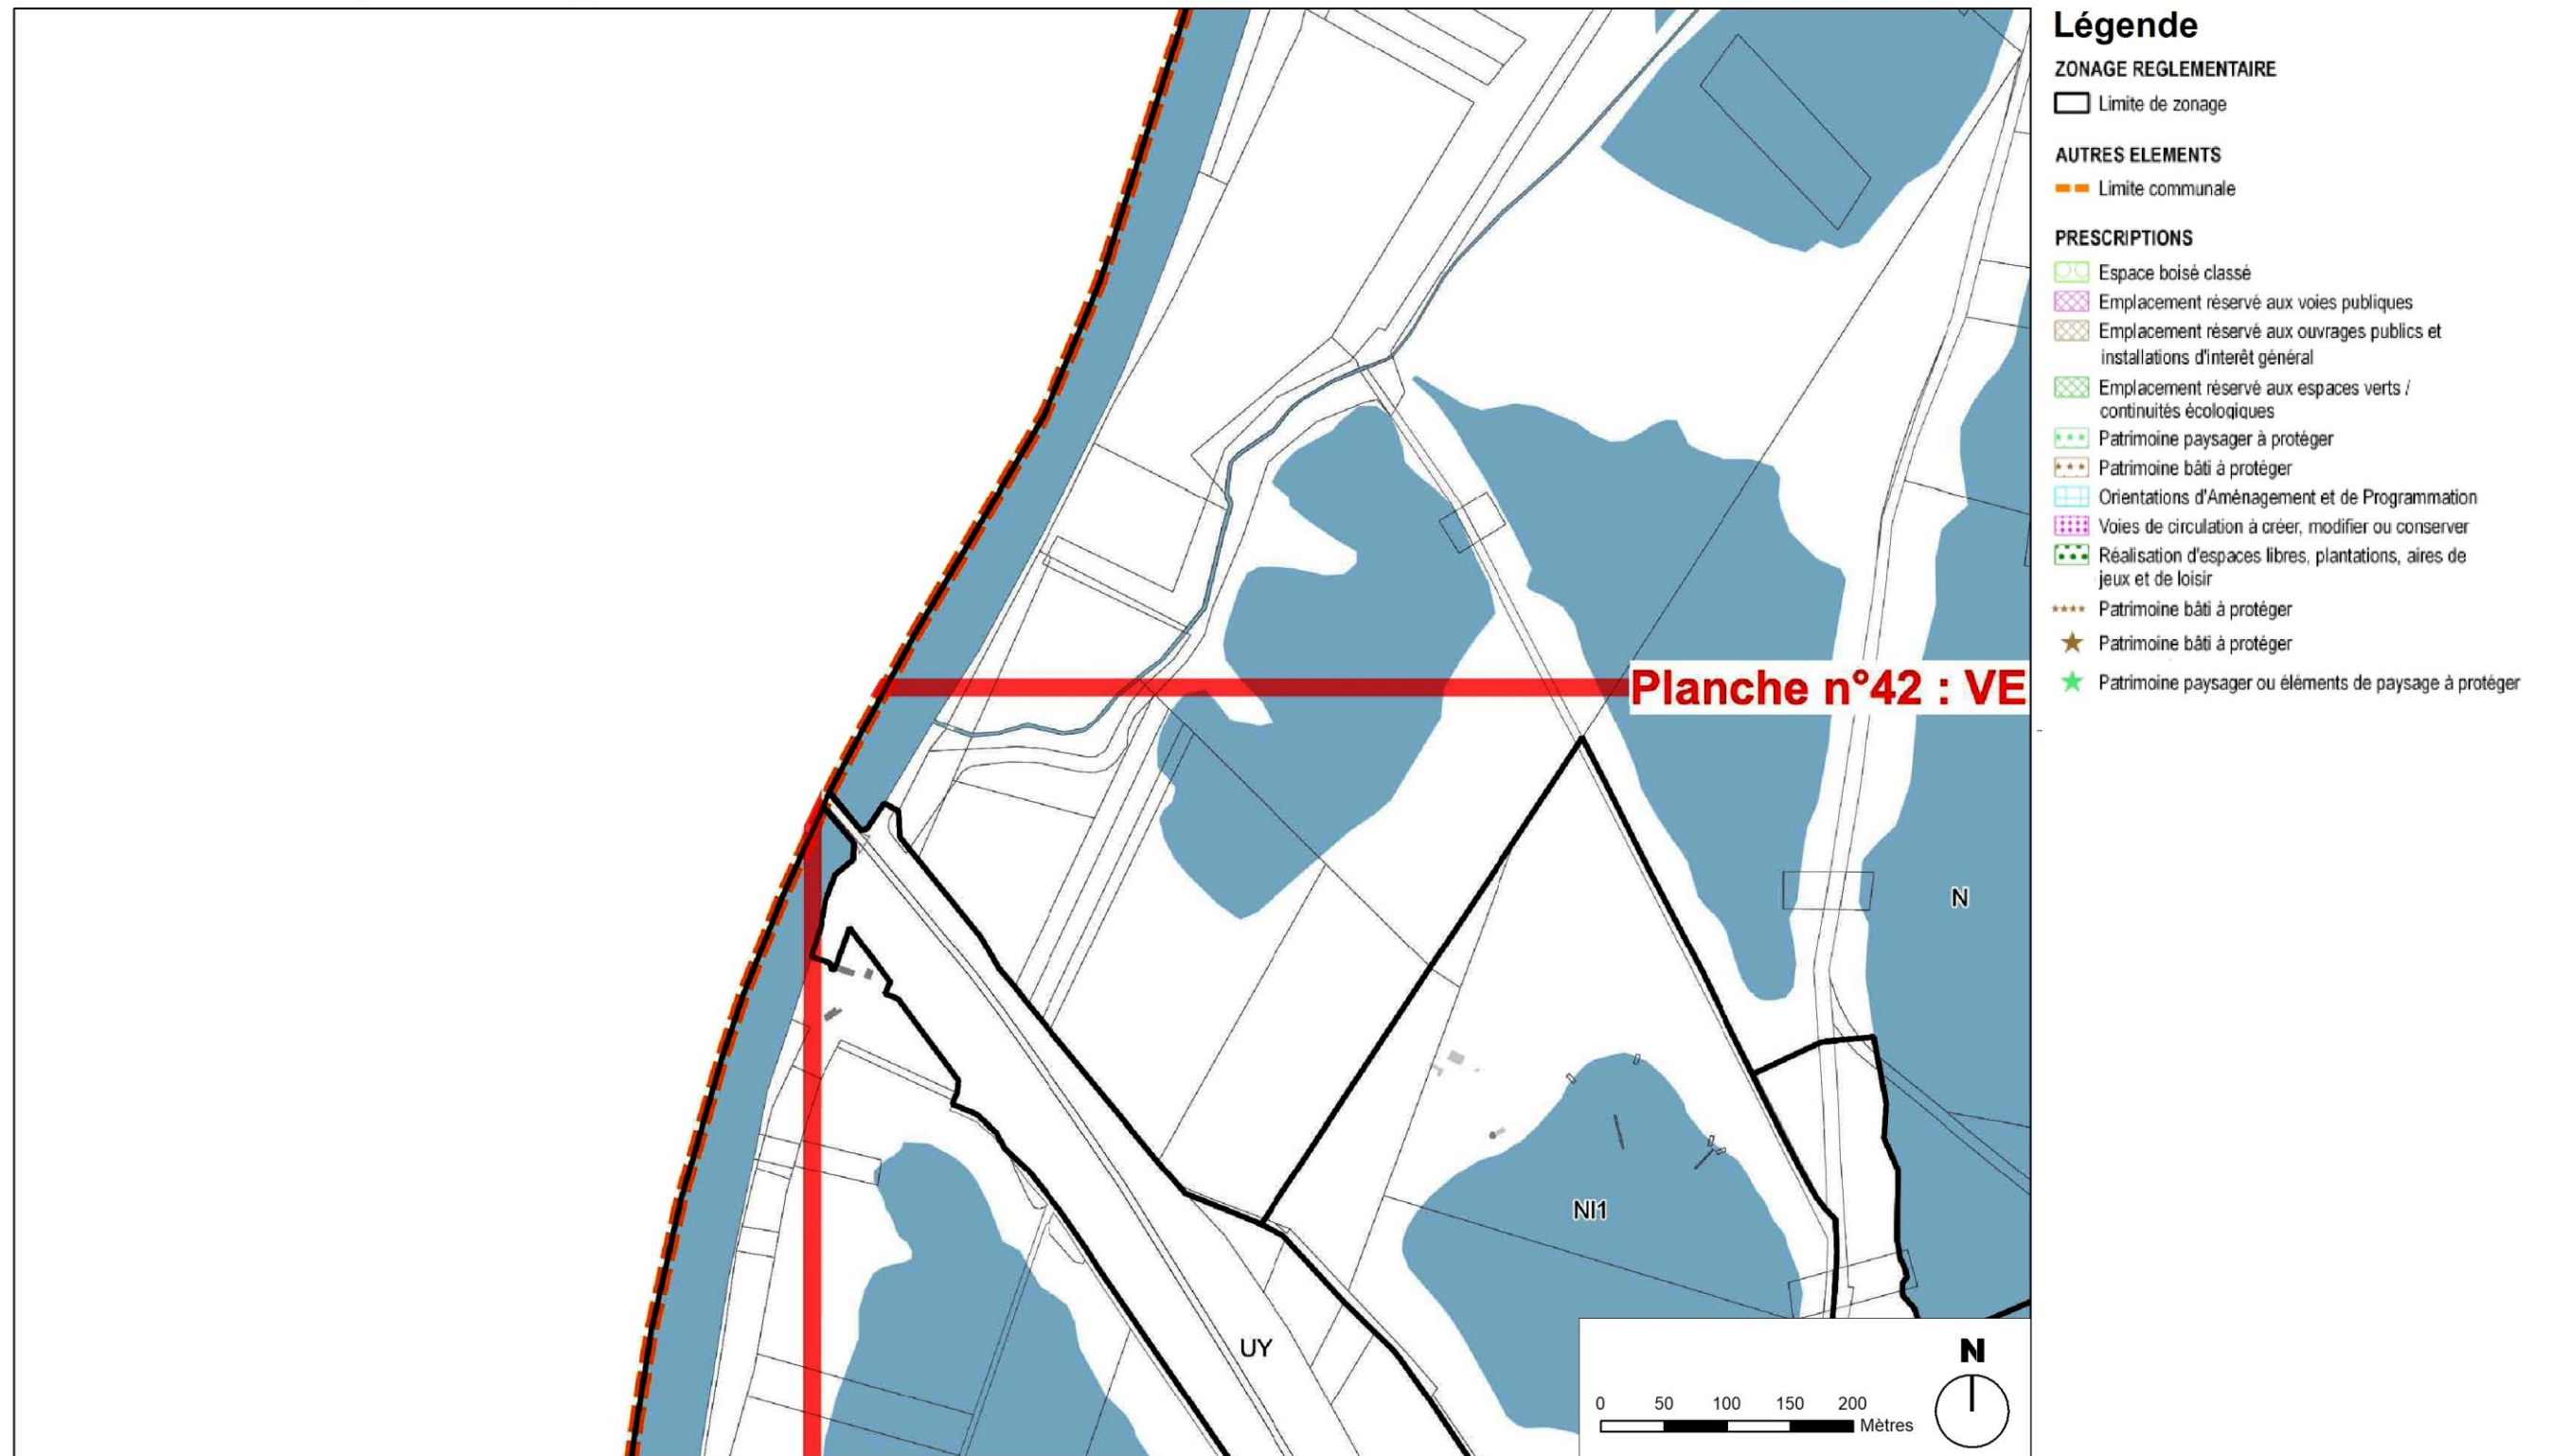 Légende
ZONAGE REGLEMENTAIRE
Limite de zonage
AUTRES ELEMENTS
Limite communale
PRESCRIPTIONS
Espace boisé classé
Emplacement réservé aux voies publiques
Emplacement réservé aux ouvrages publics et
installations d'interêt général
Emplacement réservé aux espaces verts /
continuités écologiques
Patrimoine paysager à protéger
Patrimoine bâti à protéger
Orientations d'Aménagement et de Programmation
Voies de circulation à créer, modifier ou conserver
Réalisation d'espaces libres, plantations, aires de
jeux et de loisir
Patrimoine bâti à protéger
Patrimoine bâti à protéger
Patrimoine paysager ou éléments de paysage à protéger
Planche n°42 : VE
N
Nl1
UY
N
0 50 100 150 200
Mètres